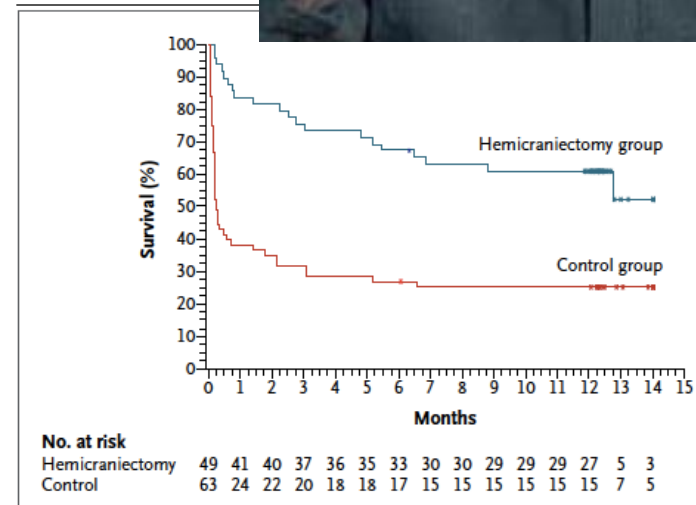 100
90
80
70
60
50
40
30
20
10
0
Survival (%)
Hemicraniectomy group
Control group
0 1 2 3 4 5 6 7 8 9 10 11 12 13 14 15
Months
No. at risk
Hemicraniectomy 49 41 40 37 36 35 33 30 30 29 29 29 27 5 3
Control 63 24 22 20 18 18 17 15 15 15 15 15 15 7 5